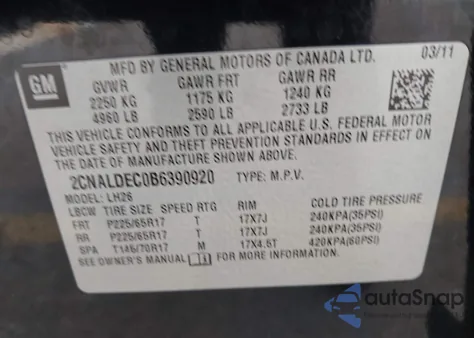 GM
MFD BY GENERAL MOTORS OF CANADA LTD. 03/11
GVWR GAWR FRT GAWR RR
2250 KG 1175 KG 1240 KG
4960 LB 2590 LB 2733 LB
THIS VEHICLE CONFORMS TO ALL APPLICABLE U.S. FEDERAL MOTOR
VEHICLE SAFETY AND THEFT PREVENTION STANDARDS IN EFFECT ON
THE DATE OF MANUFACTURE SHOWN ABOVE.
2CNALDEC0B6390920 TYPE: M.P.V.
MODEL: LH26
LBCW TIRE SIZE SPEED RTG RIM COLD TIRE PRESSURE
FRT P225/65R17 T 17X7J 240KPA(35PSI)
RR P225/65R17 T 17X7J 240KPA(35PSI)
SPA T145/70R17 M 17X4.5T 420KPA(60PSI)
SEE OWNER'S MANUAL FOR MORE INFORMATION.
autoSnap